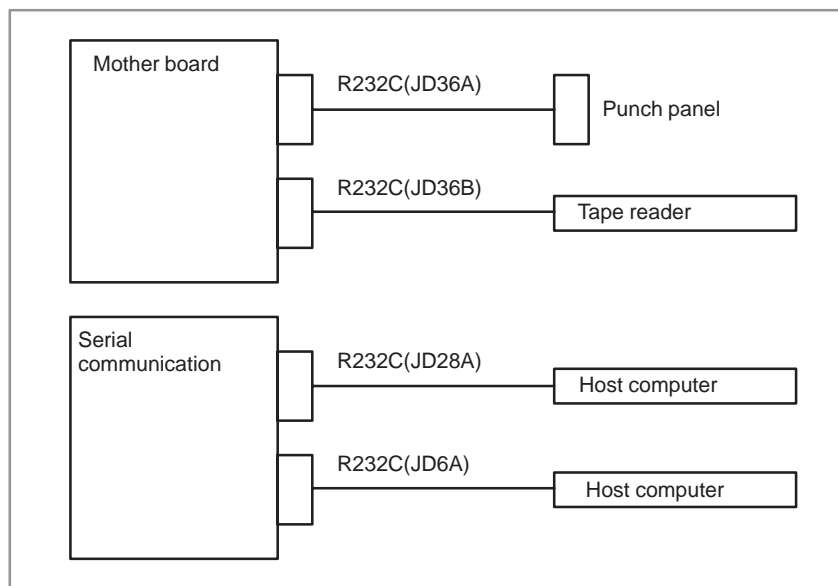 Mother board
R232C(JD36A)
Punch panel
R232C(JD36B)
Tape reader
Serial
communication
R232C(JD28A)
Host computer
R232C(JD6A)
Host computer